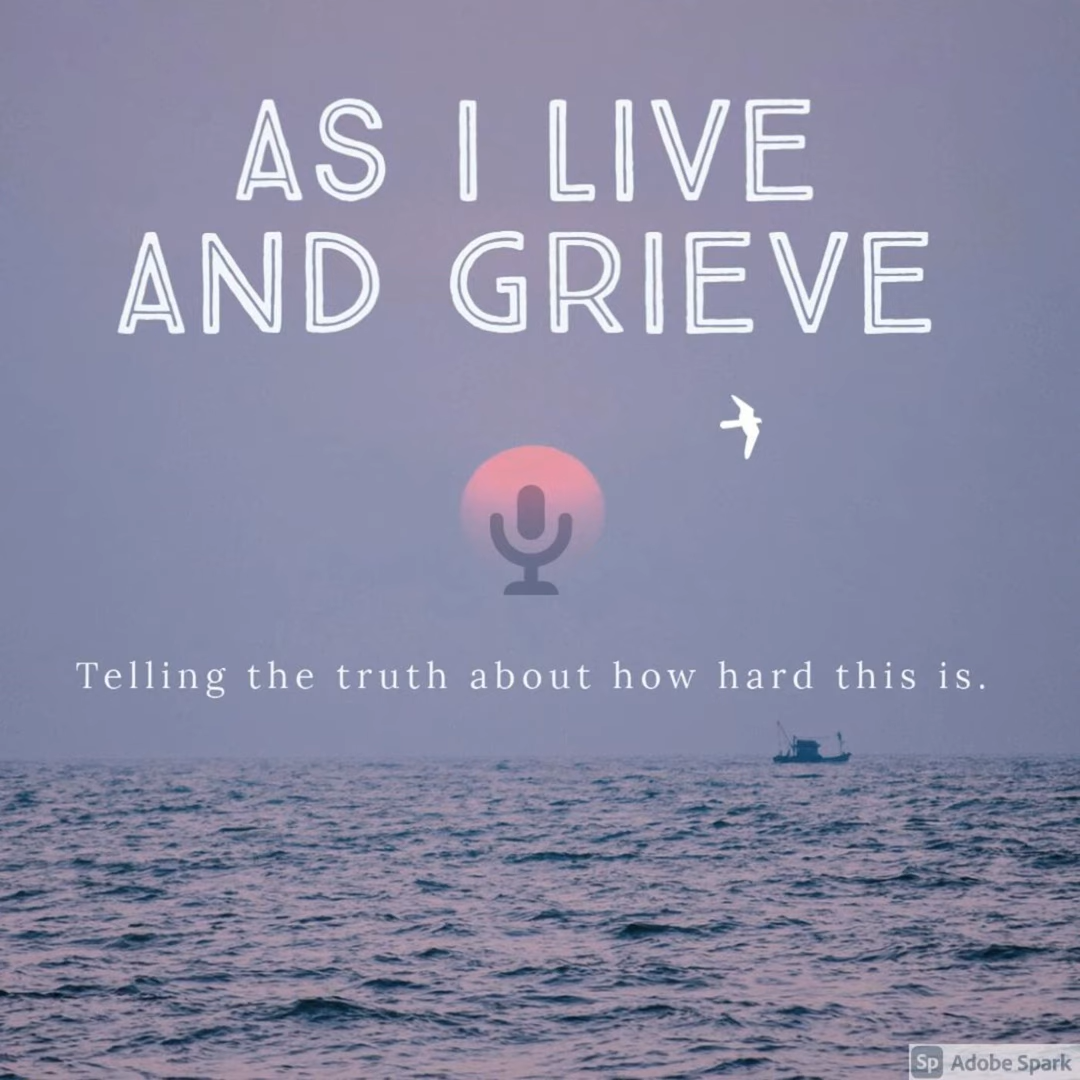 AS I LIVE
AND GRIEVE
Telling the truth about how hard this is.
Sp Adobe Spark